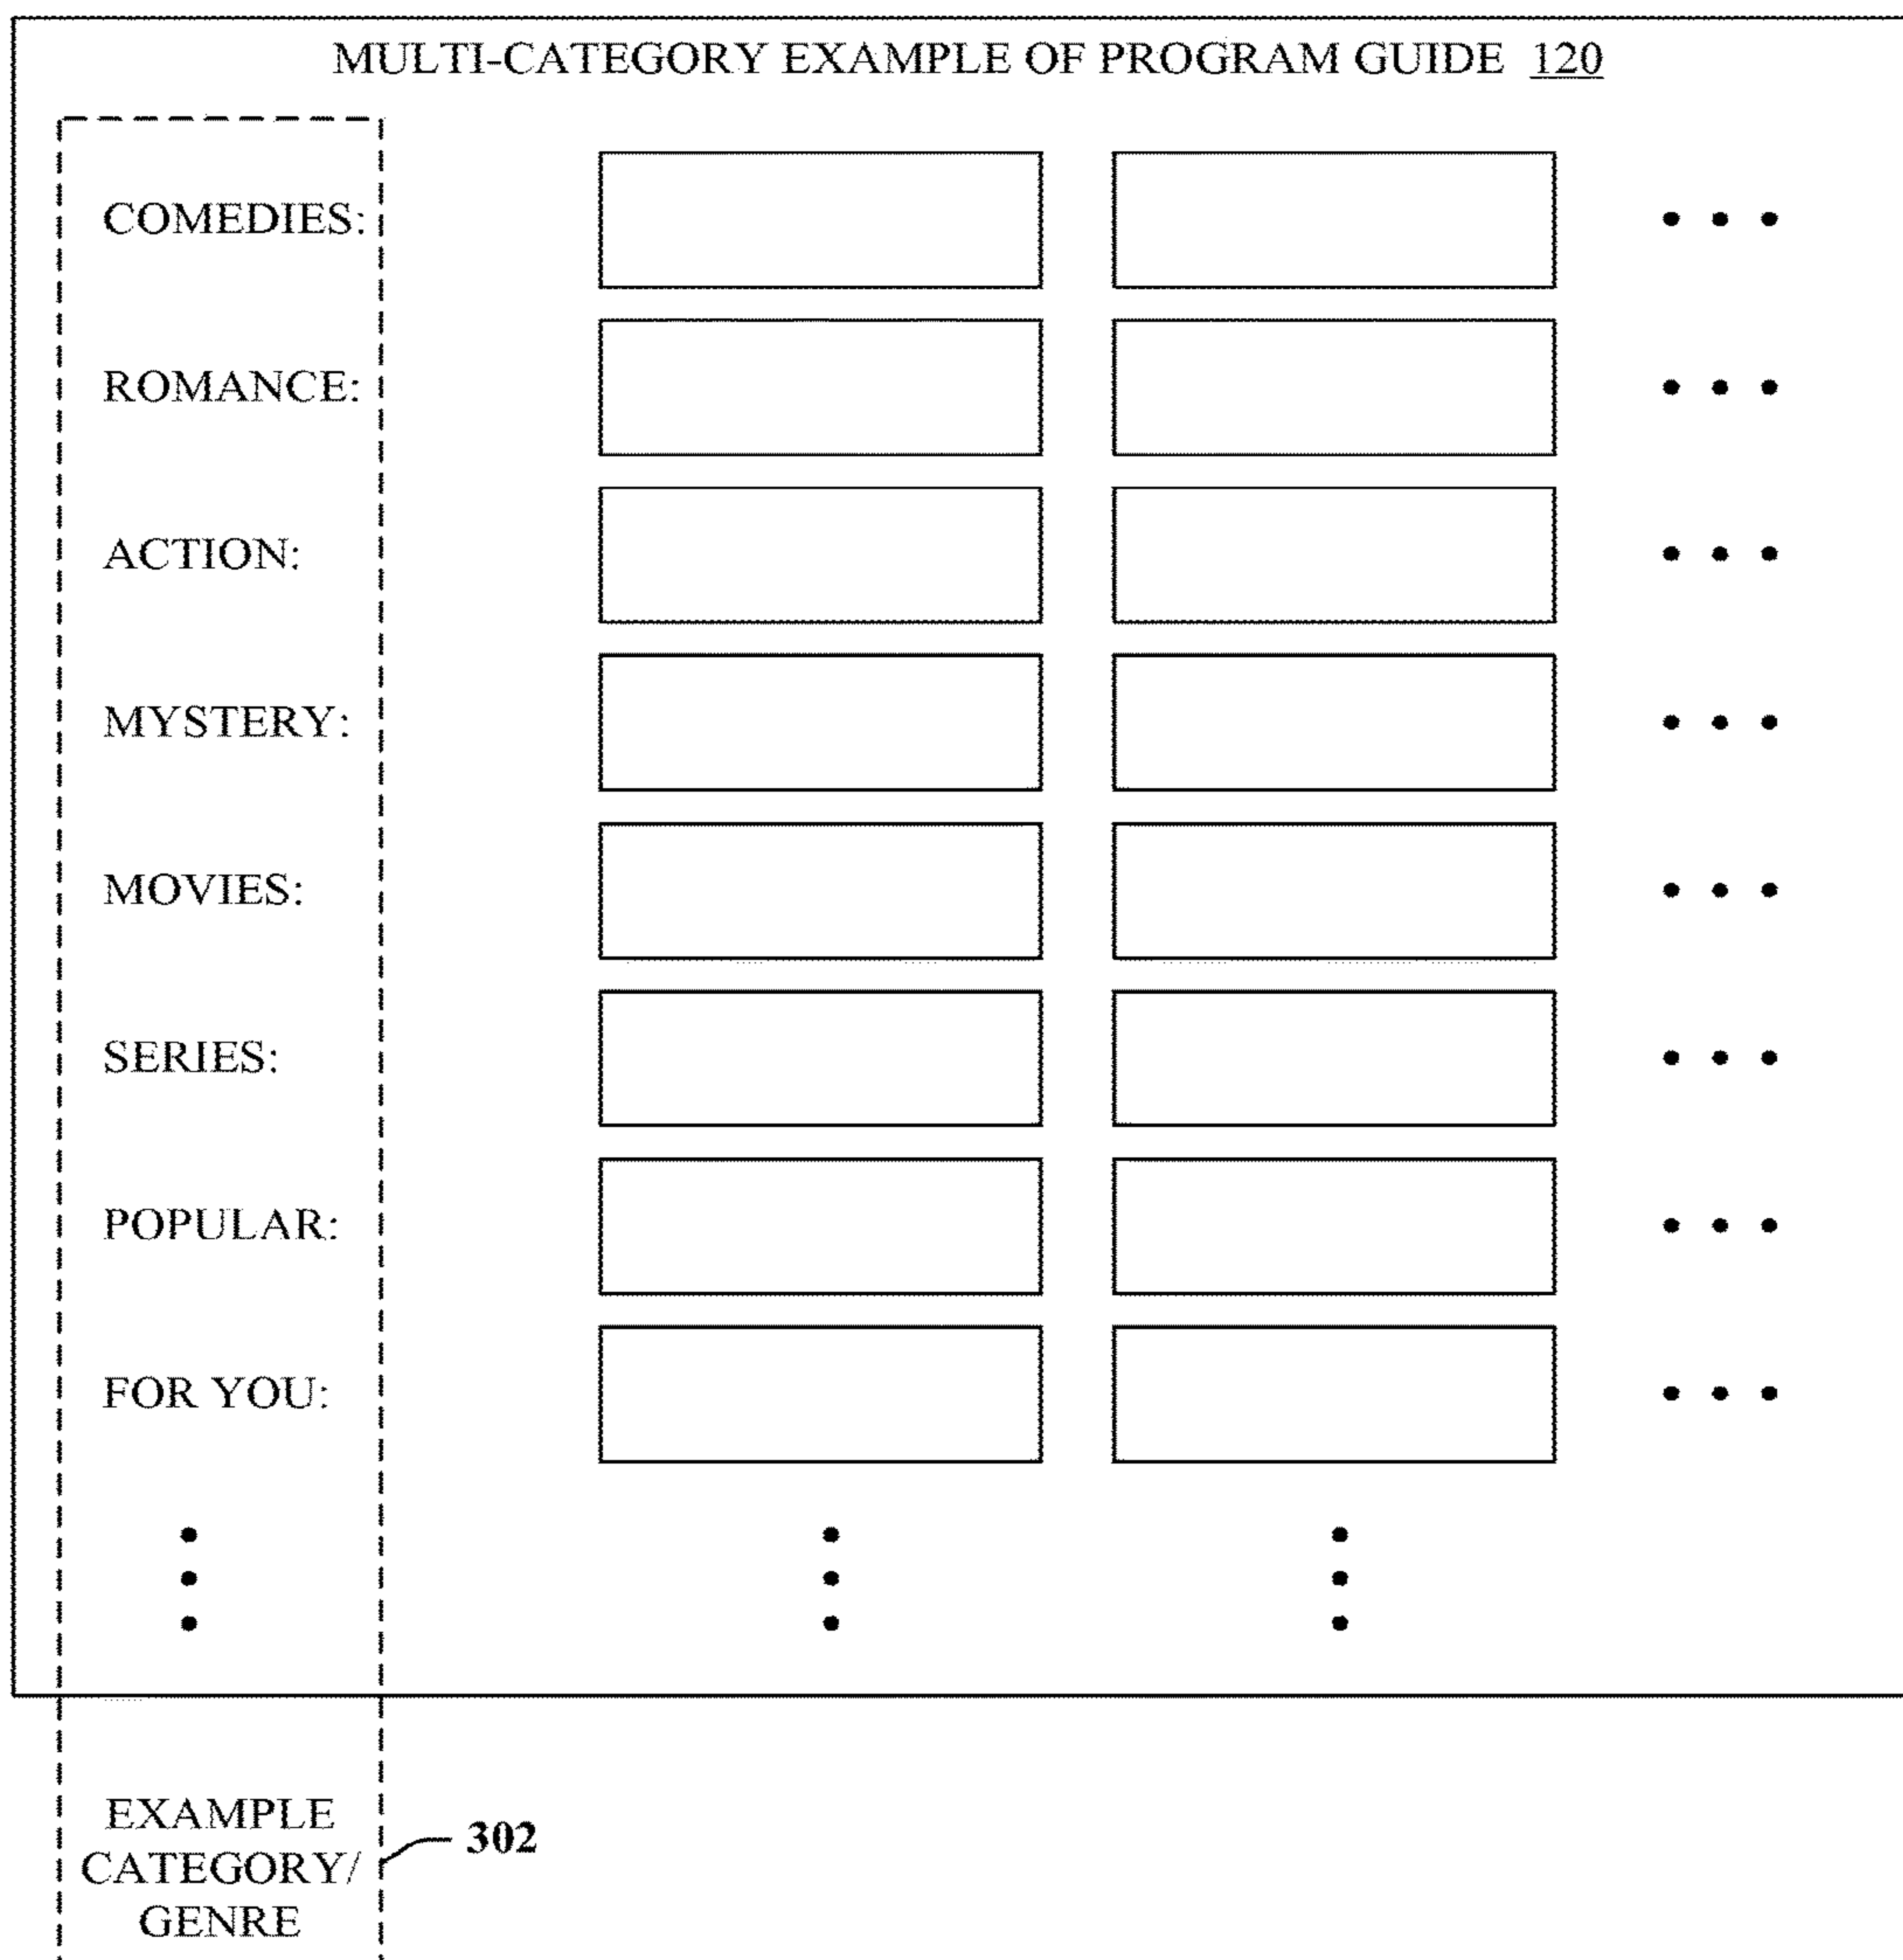 MULTI-CATEGORY EXAMPLE OF PROGRAM GUIDE 120
COMEDIES:
ROMANCE:
ACTION:
MYSTERY:
MOVIES:
SERIES:
POPULAR:
FOR YOU:
EXAMPLE
CATEGORY/
GENRE
302